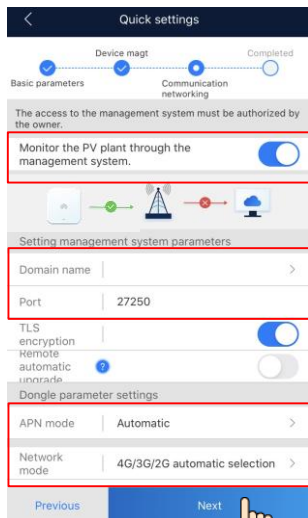 Quick settings
Device magt
Completed
Basic parameters
Communication
networking
The access to the management system must be authorized by
the owner.
Monitor the PV plant through the
management system.
Setting management system parameters
Domain name
Port 27250
TLS
encryption
Remote
automatic
upgrade
Dongle parameter settings
APN mode Automatic
Network
mode
4G/3G/2G automatic selection
Previous
Next